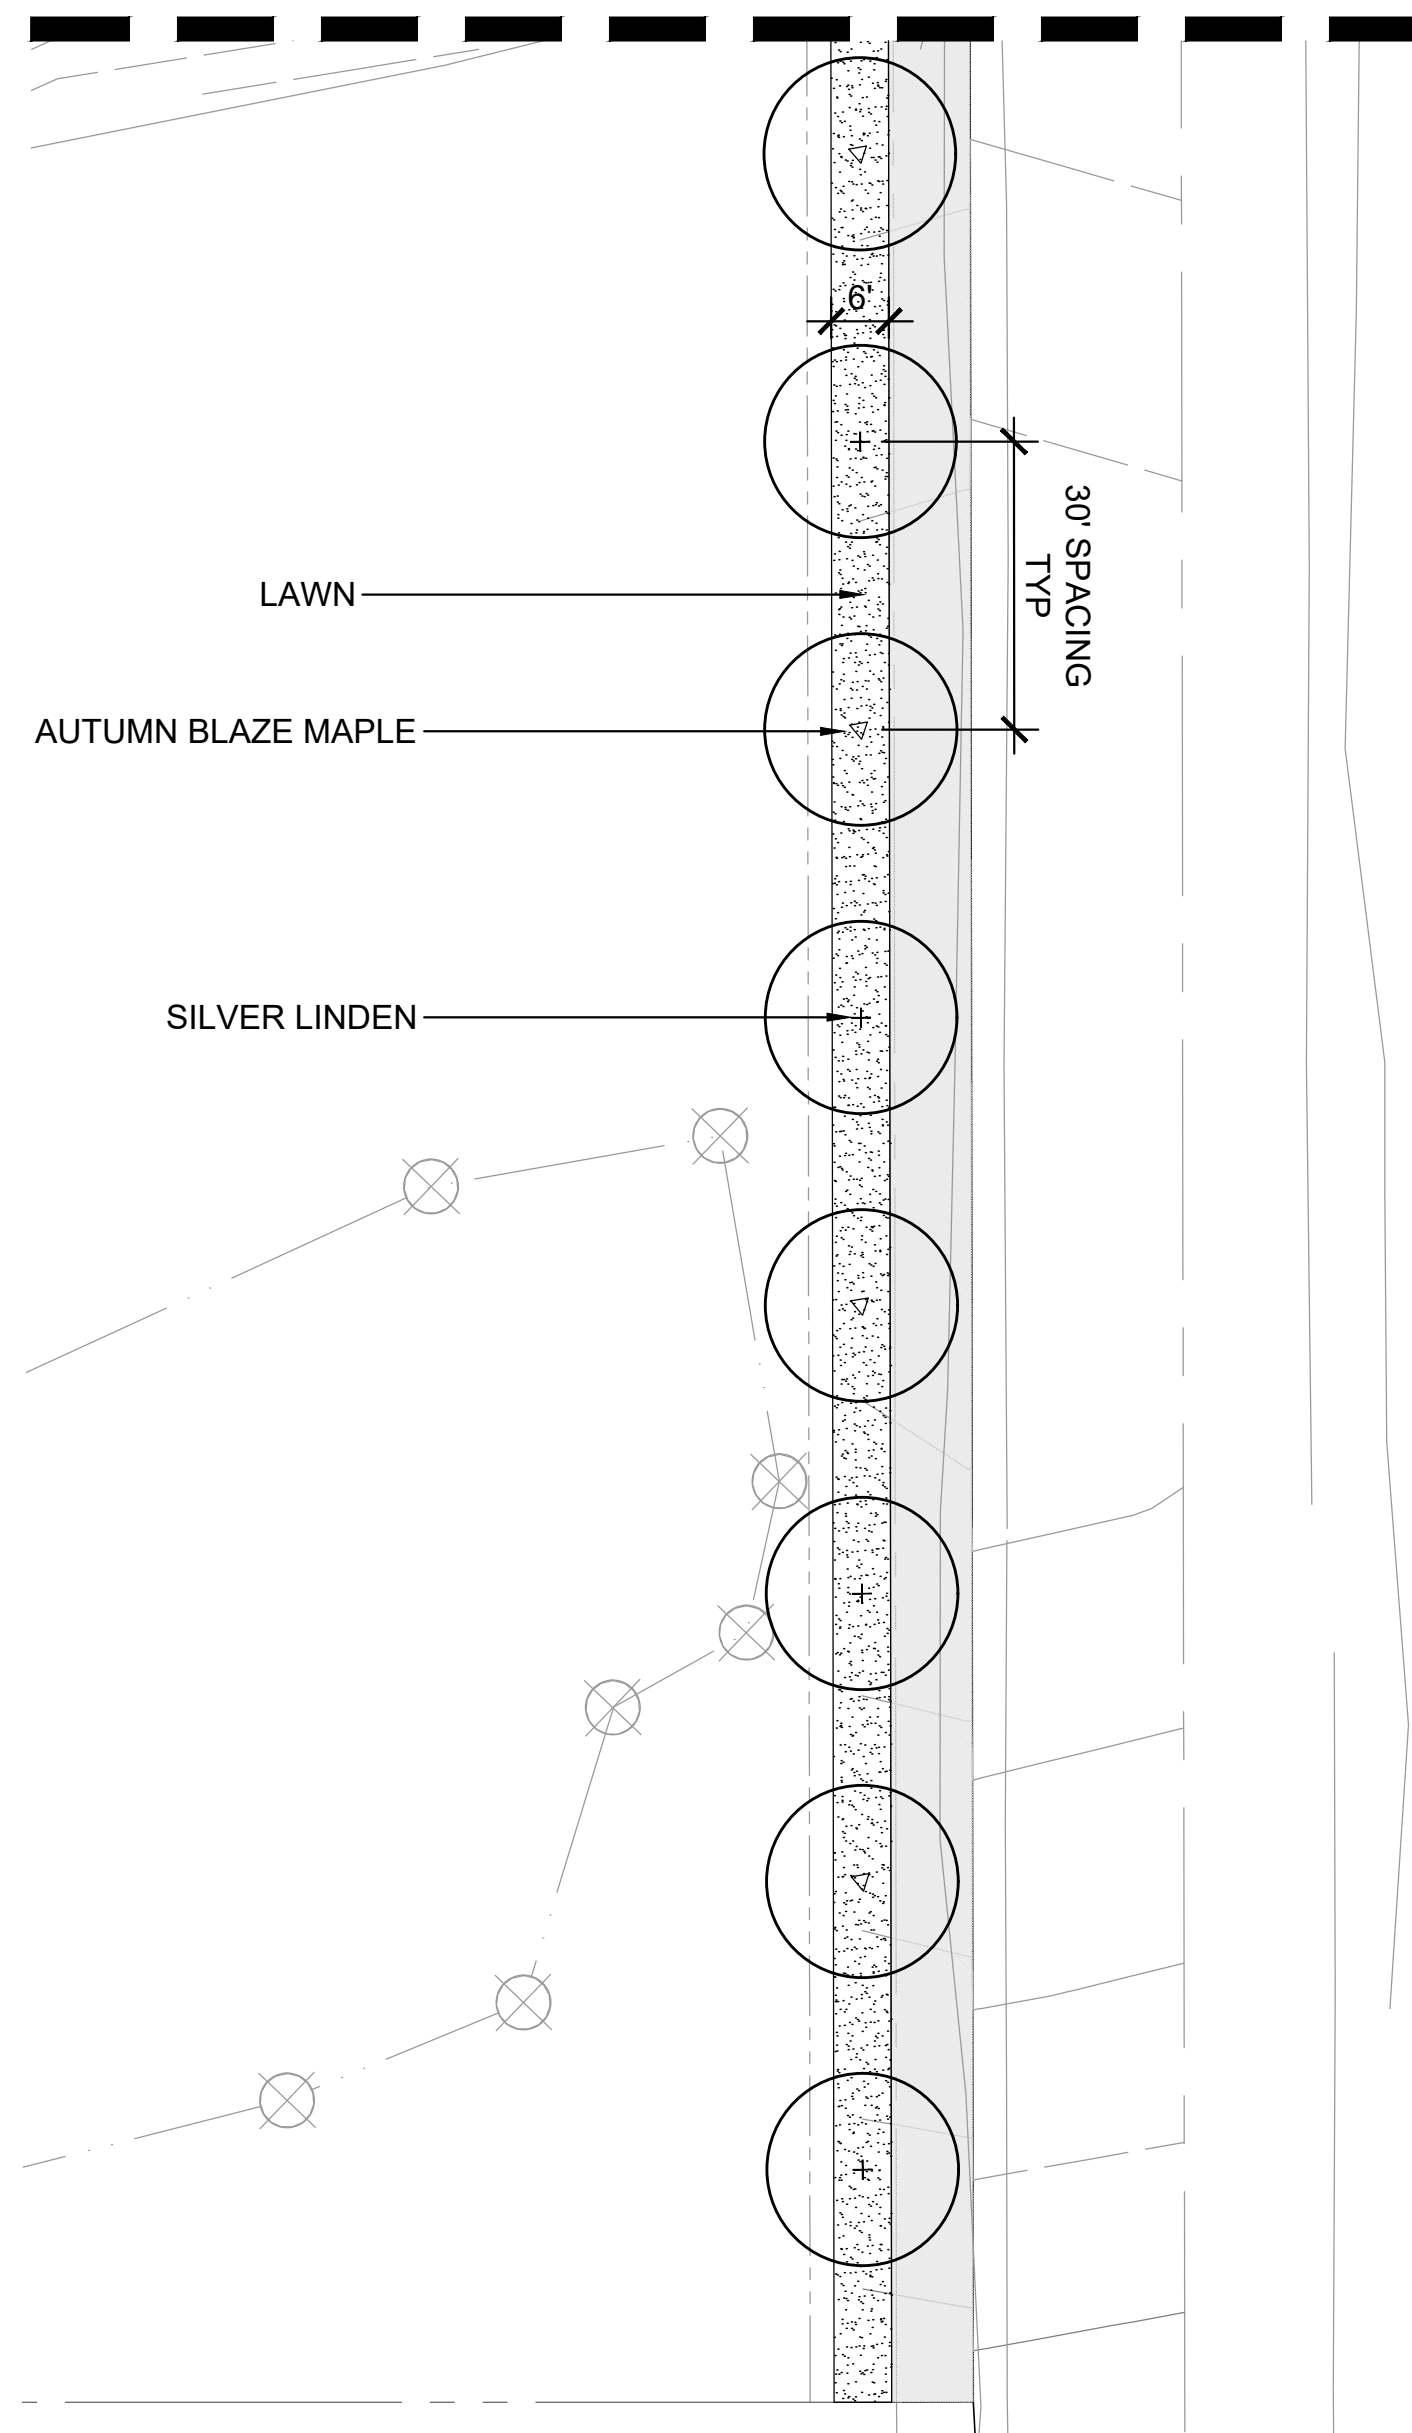 6'
30' SPACING
TYP
LAWN
AUTUMN BLAZE MAPLE
SILVER LINDEN